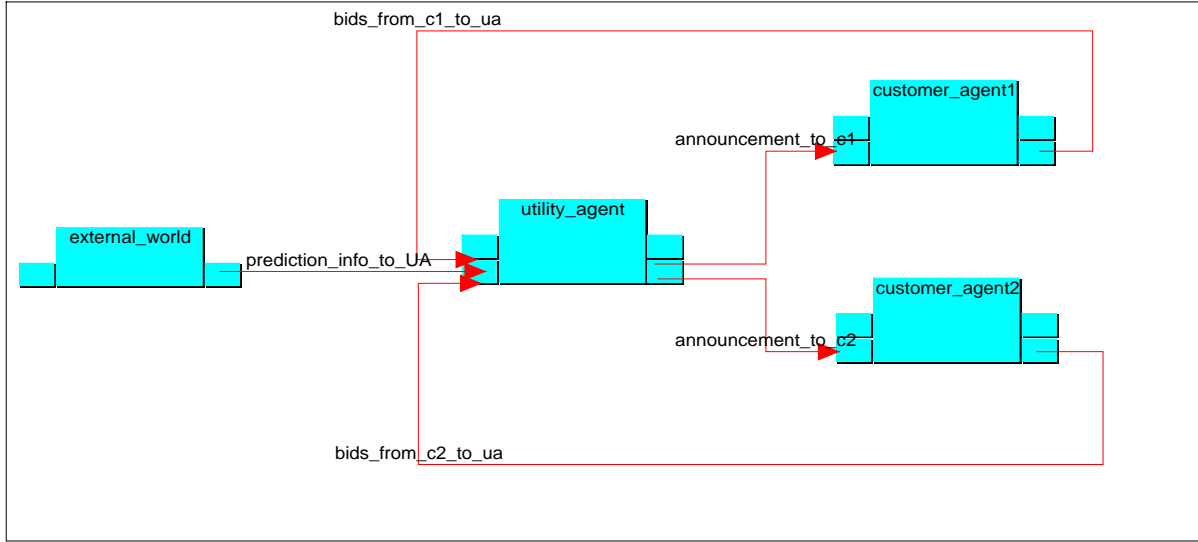 bids_from_c1_to_ua
customer_agent1
announcement_to_c1
utility_agent
external_world
prediction_info_to_UA
customer_agent2
announcement_to_c2
bids_from_c2_to_ua